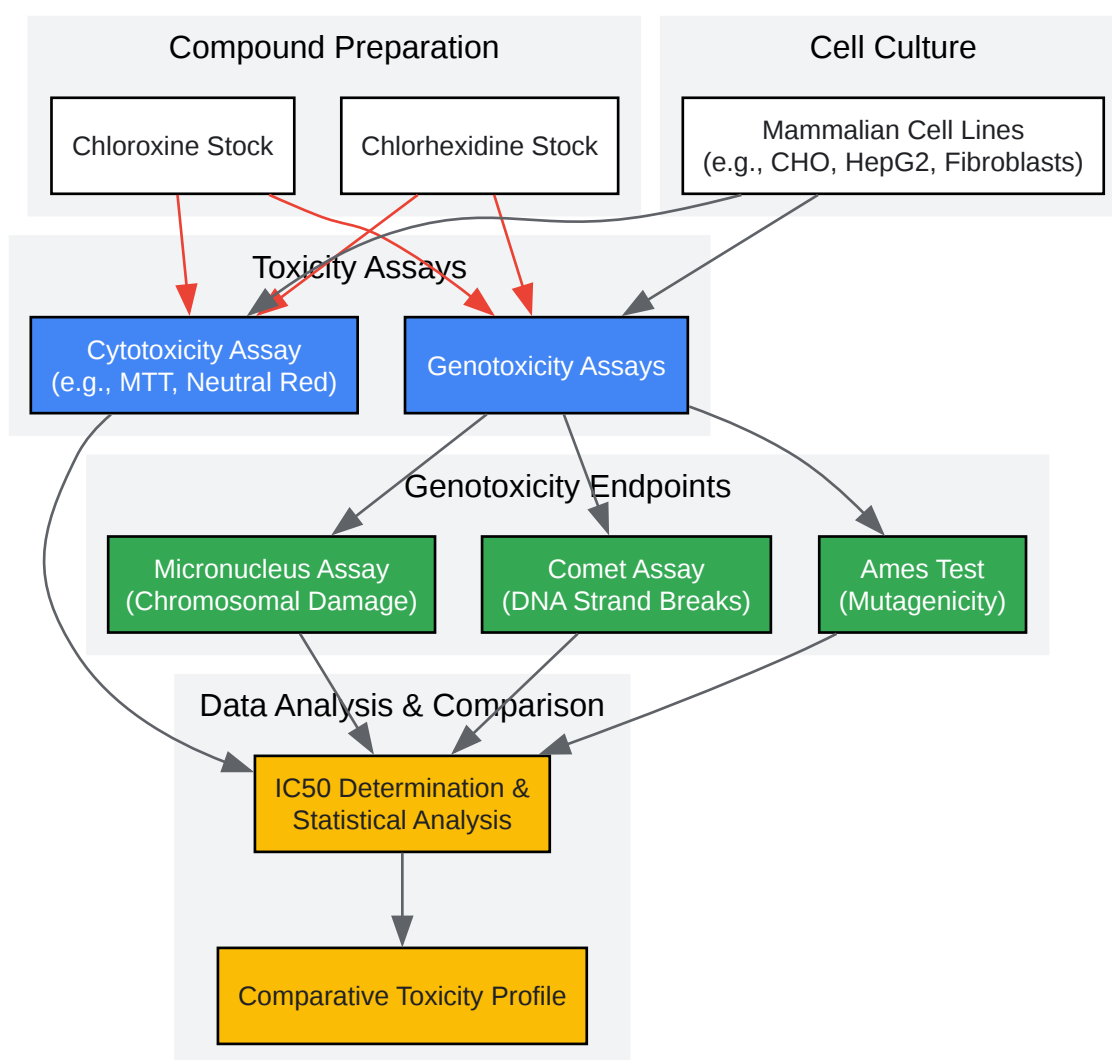 Compound Preparation
Cell Culture
Chloroxine Stock
Chlorhexidine Stock
Mammalian Cell Lines
(e.g., CHO, HepG2, Fibroblasts)
Toxicity Assays
Cytotoxicity Assay
(e.g., MTT, Neutral Red)
Genotoxicity Assays
Genotoxicity Endpoints
Micronucleus Assay
(Chromosomal Damage)
Comet Assay
(DNA Strand Breaks)
Ames Test
(Mutagenicity)
Data Analysis & Comparison
IC50 Determination &
Statistical Analysis
Comparative Toxicity Profile